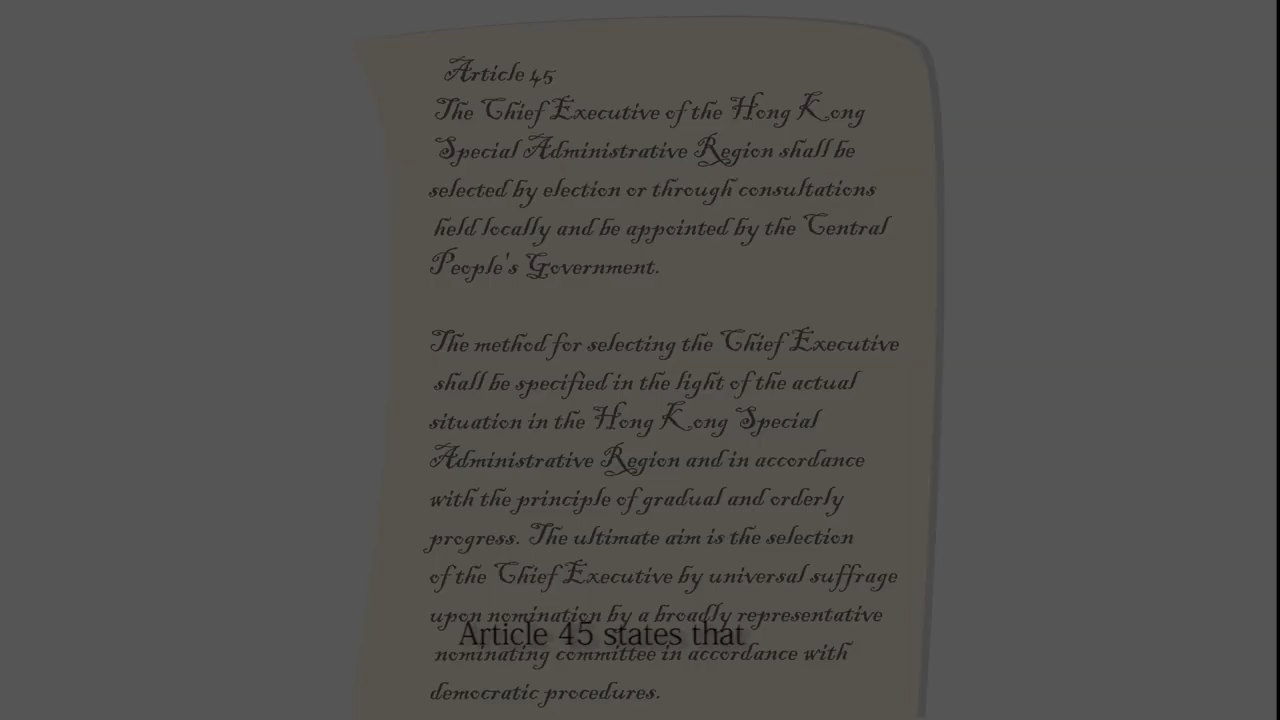 Article 45
The Chief Executive of the Hong Kong
Special Administrative Region shall be
selected by election or through consultations
held locally and be appointed by the Central
People's Government.
The method for selecting the Chief Executive
shall be specified in the light of the actual
situation in the Hong Kong Special
Administrative Region and in accordance
with the principle of gradual and orderly
progress. The ultimate aim is the selection
of the Chief Executive by universal suffrage
upon nomination by a broadly representative
Article 45 states that
nominating committee in accordance with
democratic procedures.